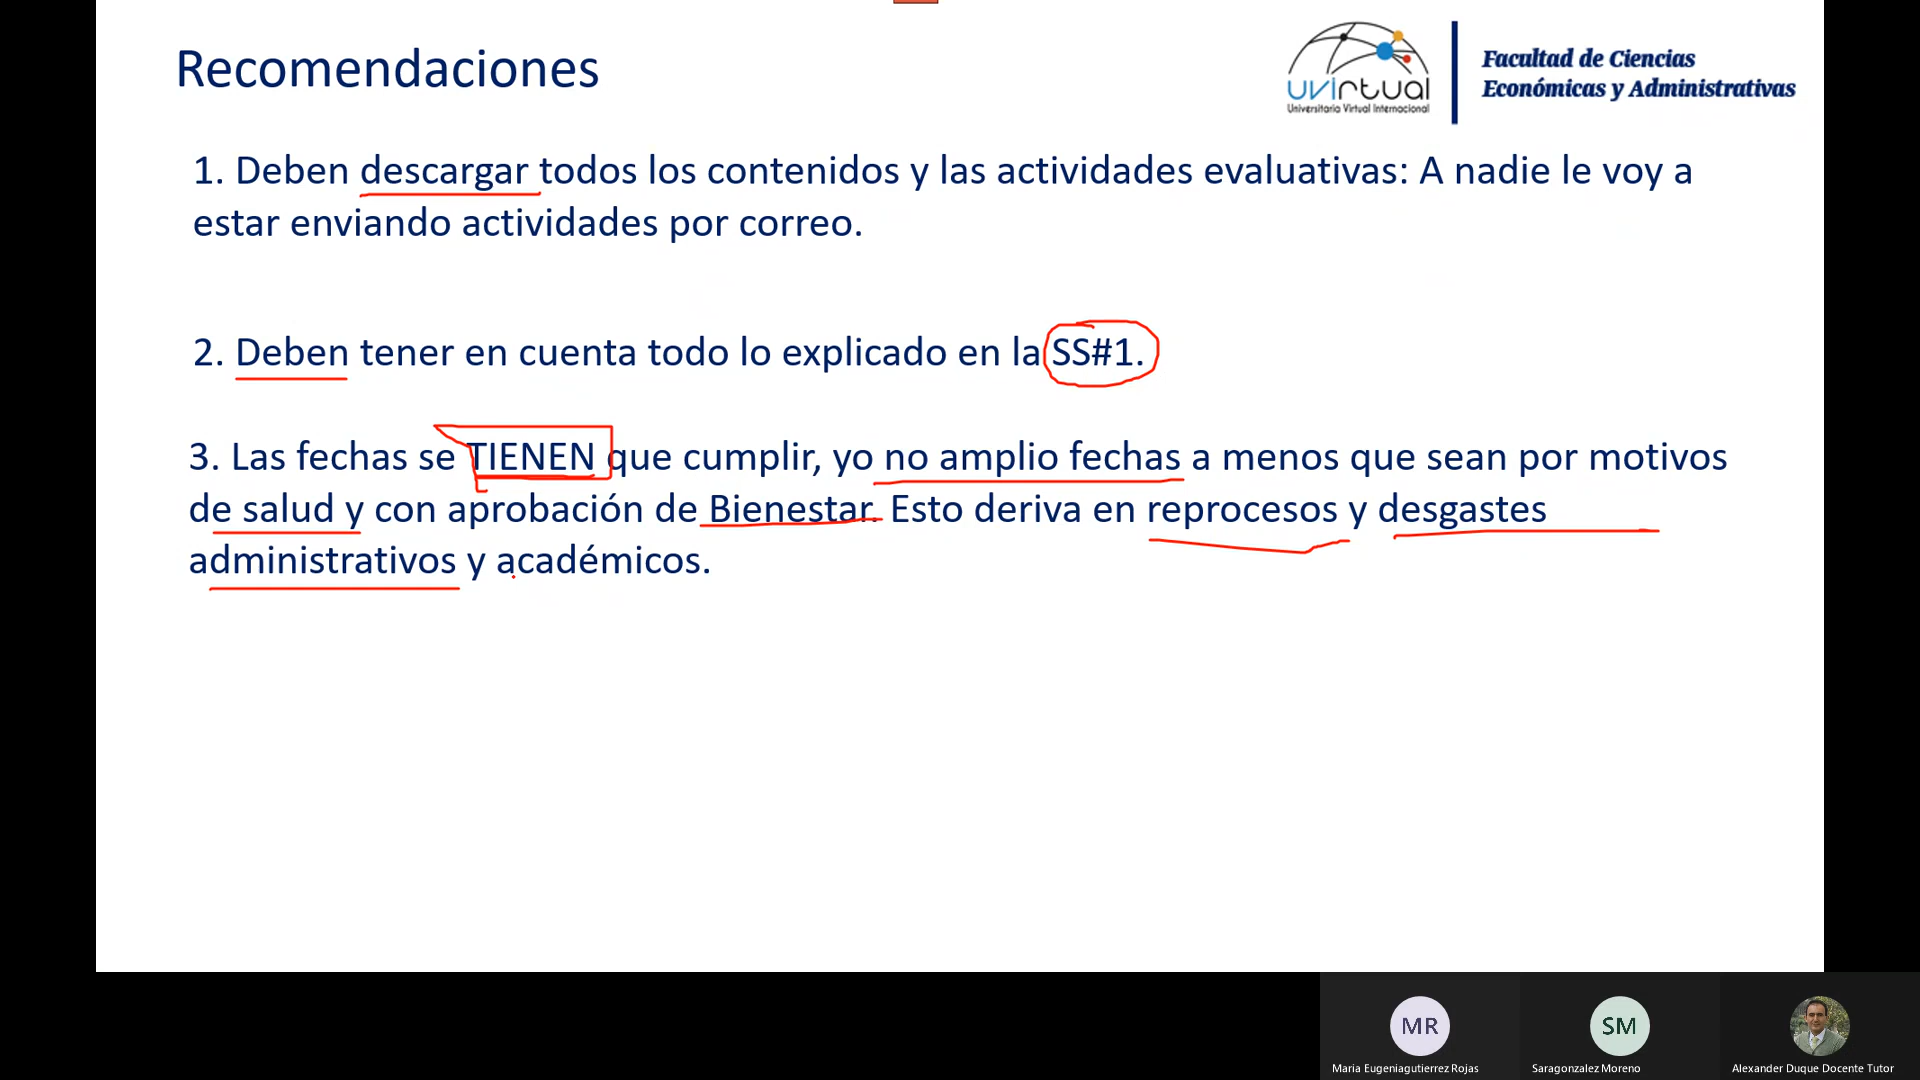 Recomendaciones
uvirtual
Universitaria Virtual Internacional
Facultad de Ciencias
Económicas y Administrativas
1. Deben descargar todos los contenidos y las actividades evaluativas: A nadie le voy a
estar enviando actividades por correo.
2. Deben tener en cuenta todo lo explicado en la SS#1.
3. Las fechas se TIENEN que cumplir, yo no amplio fechas a menos que sean por motivos
de salud y con aprobación de Bienestar. Esto deriva en reprocesos y desgastes
administrativos y académicos.
MR
SM
Maria Eugeniagutierrez Rojas
Saragonzalez Moreno
Alexander Duque Docente Tutor